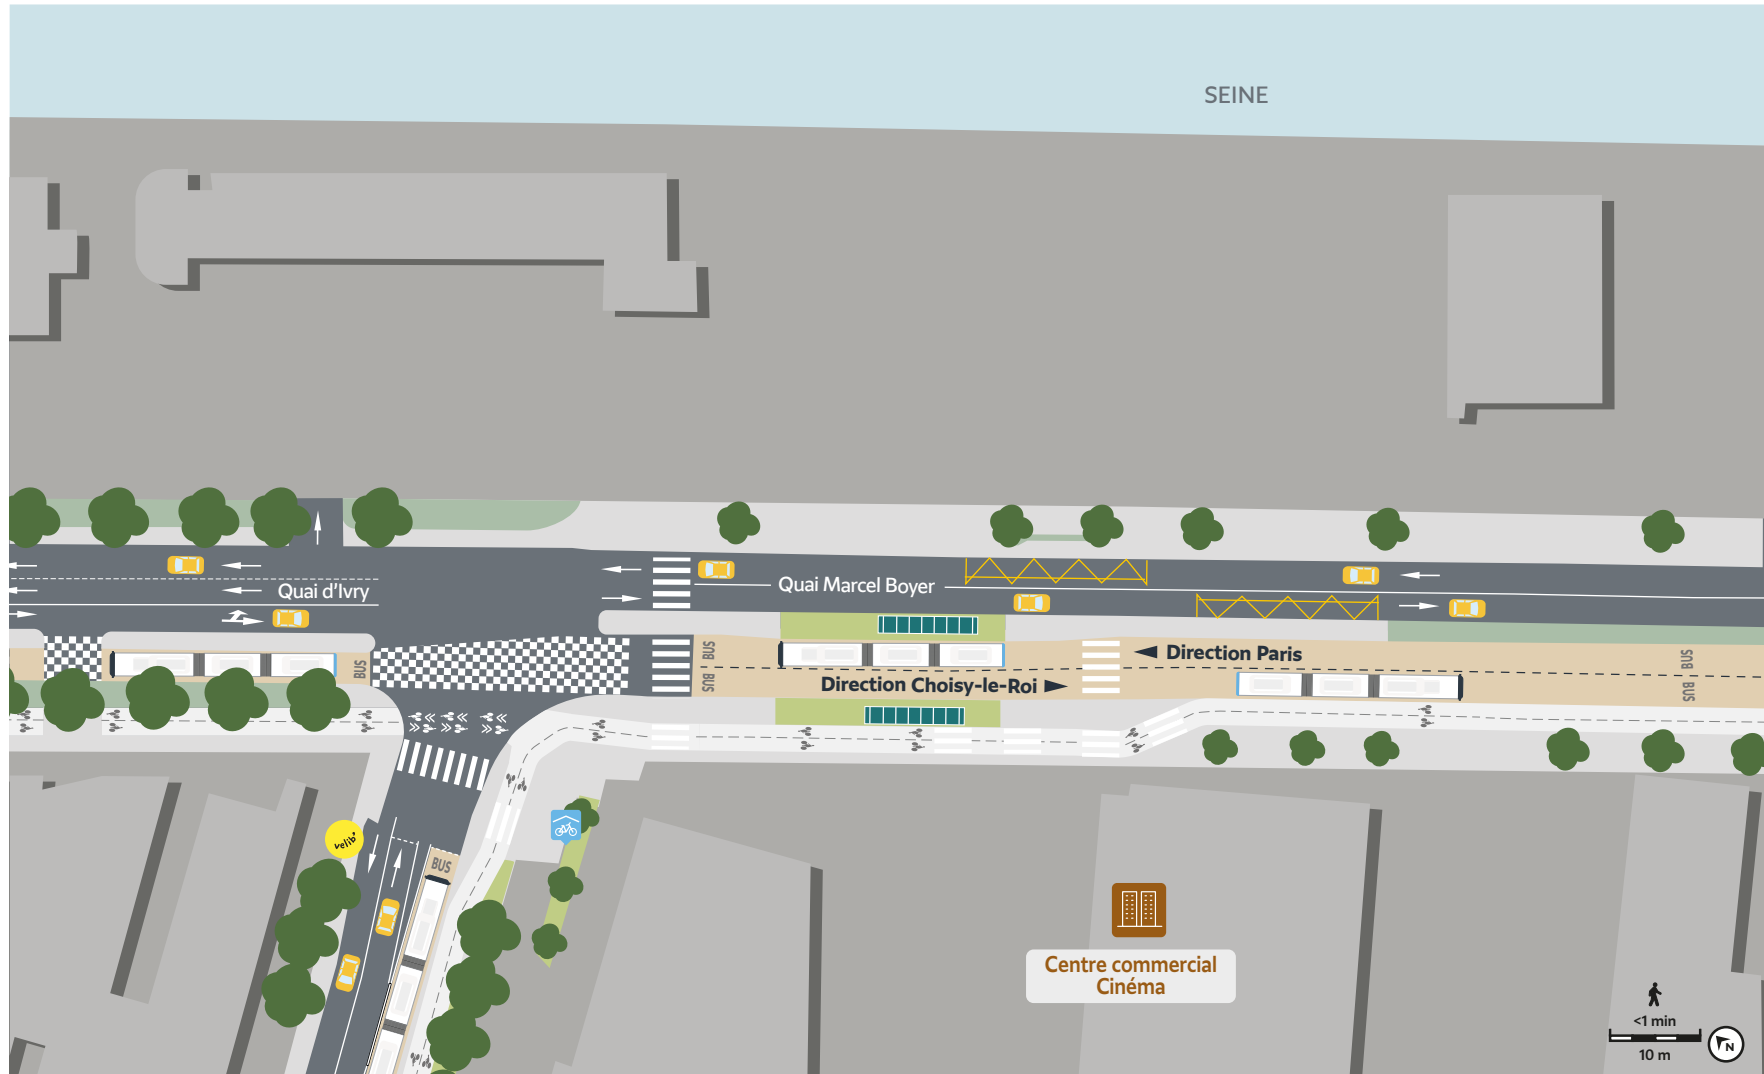 SEINE
Quai d'Ivry
Quai Marcel Boyer
BUS
BUS
BUS
Direction Paris
Direction Choisy-le-Roi
BUS
BUS
velib'
BUS
Centre commercial
Cinéma
<1 min
10 m
N